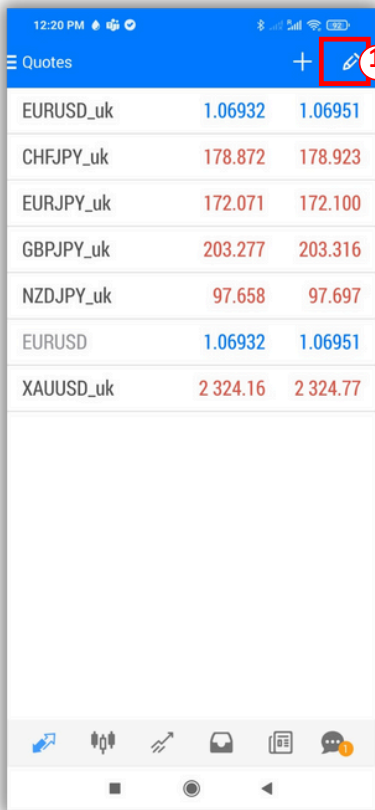 12:20 PM 92
Quotes 1
EURUSD_uk 1.06932 1.06951
CHFJPY_uk 178.872 178.923
EURJPY_uk 172.071 172.100
GBPJPY_uk 203.277 203.316
NZDJPY_uk 97.658 97.697
EURUSD 1.06932 1.06951
XAUUSD_uk 2 324.16 2 324.77
1